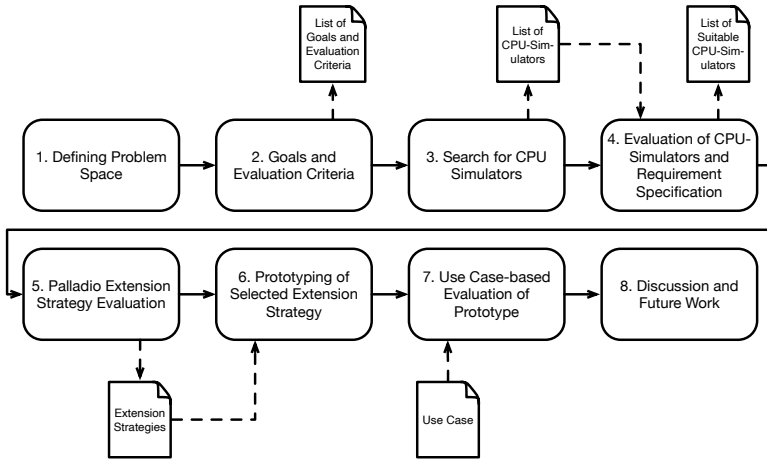 List of
Goals and
Evaluation
Criteria
List of
CPU-Sim-
ulators
List of
Suitable
CPU-Sim-
ulators
1. Defining Problem
Space
2. Goals and
Evaluation Criteria
3. Search for CPU
Simulators
4. Evaluation of CPU-
Simulators and
Requirement
Specification
5. Palladio Extension
Strategy Evaluation
6. Prototyping of
Selected Extension
Strategy
7. Use Case-based
Evaluation of
Prototype
8. Discussion and
Future Work
Extension
Strategies
Use Case